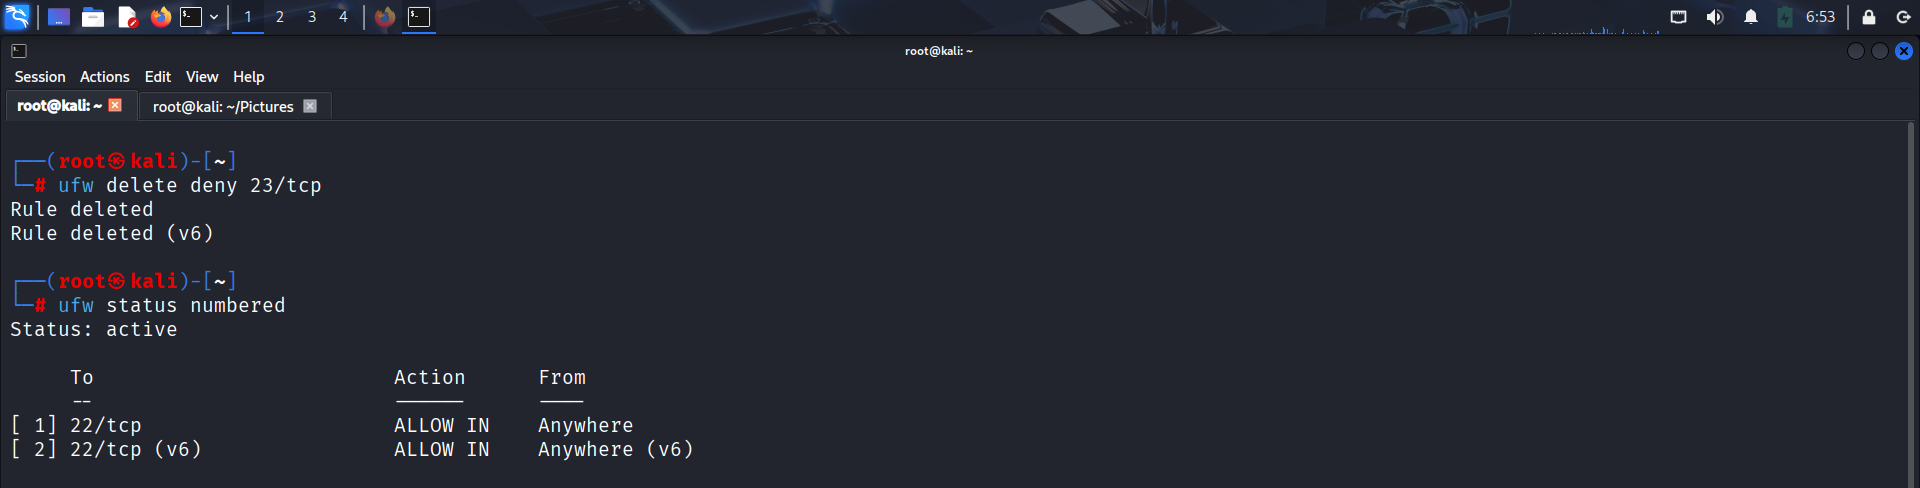 1 2 3 4 6:53
root@kali: ~
Session Actions Edit View Help
root@kali: ~ root@kali: ~/Pictures
┌──(root㉿kali)-[~]
└─# ufw delete deny 23/tcp
Rule deleted
Rule deleted (v6)
┌──(root㉿kali)-[~]
└─# ufw status numbered
Status: active
To Action From
-- ------ ----
[ 1] 22/tcp ALLOW IN Anywhere
[ 2] 22/tcp (v6) ALLOW IN Anywhere (v6)